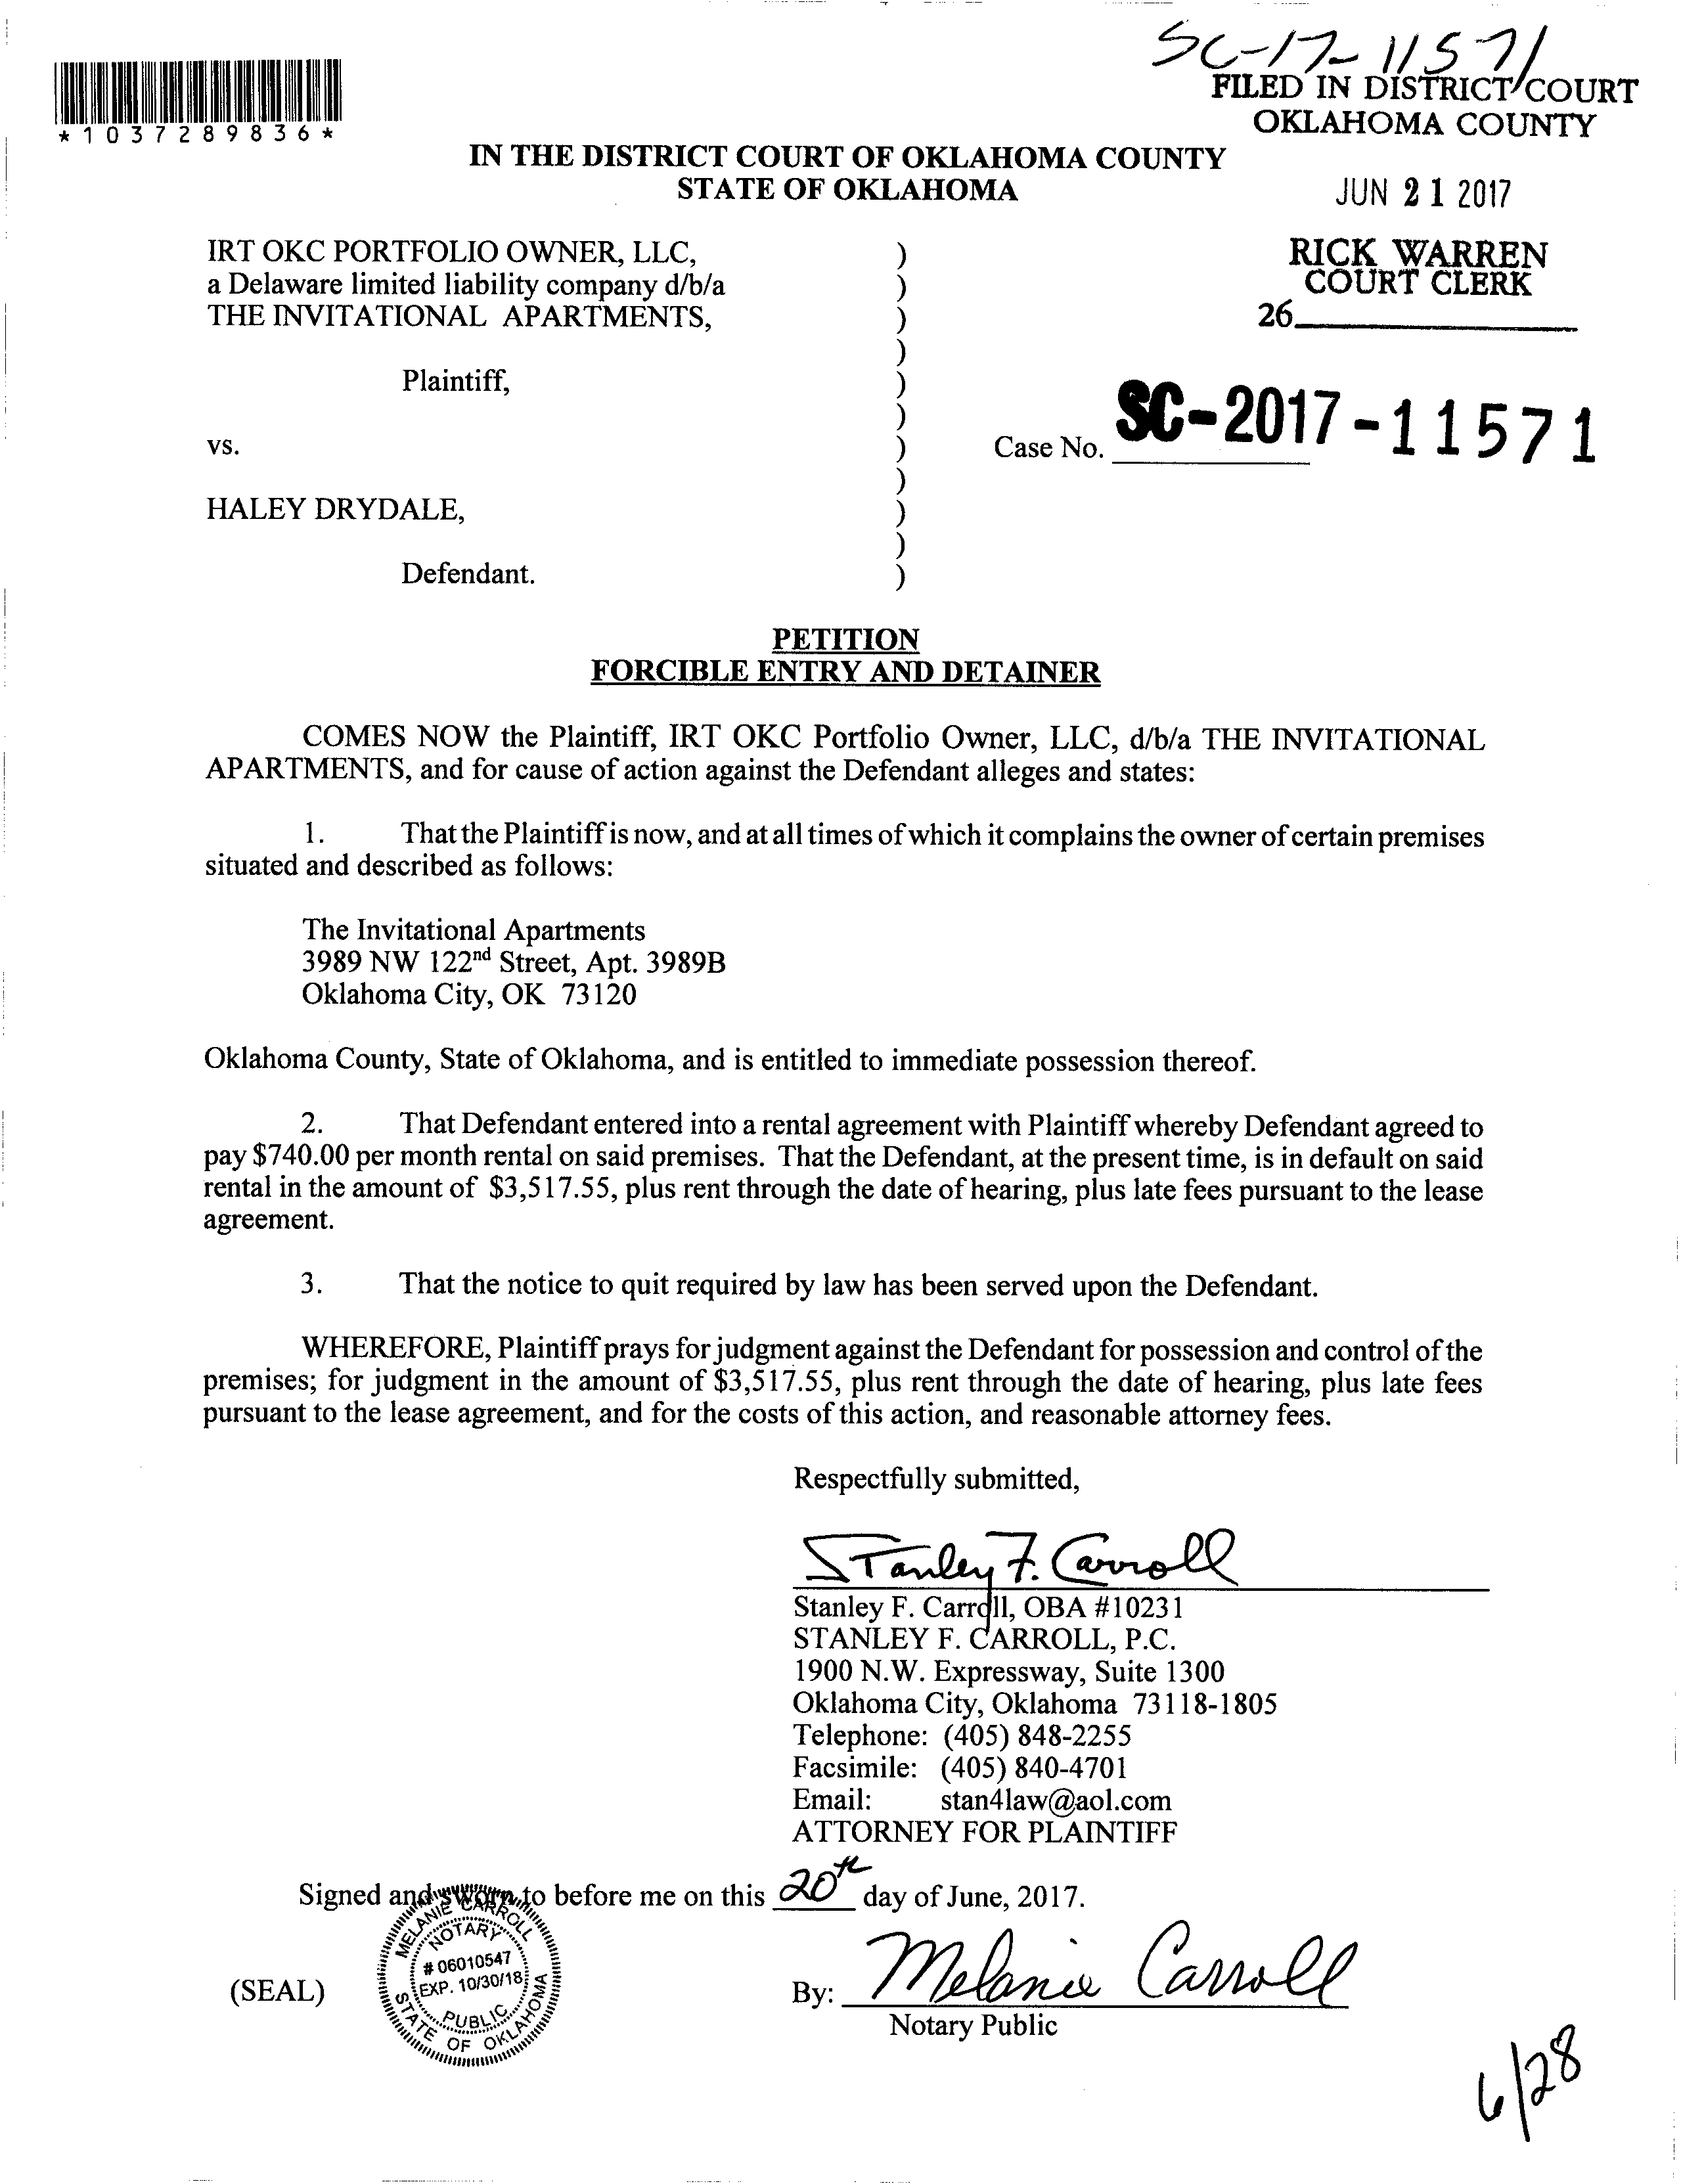 SC-17-11571
FILED IN DISTRICT COURT
OKLAHOMA COUNTY
*1037289836*
IN THE DISTRICT COURT OF OKLAHOMA COUNTY
STATE OF OKLAHOMA
JUN 21 2017
IRT OKC PORTFOLIO OWNER, LLC, )
a Delaware limited liability company d/b/a )
THE INVITATIONAL APARTMENTS, )
)
Plaintiff, )
)
vs. )
)
HALEY DRYDALE, )
)
Defendant. )
RICK WARREN
COURT CLERK
26
Case No. SC-2017-11571
PETITION
FORCIBLE ENTRY AND DETAINER
COMES NOW the Plaintiff, IRT OKC Portfolio Owner, LLC, d/b/a THE INVITATIONAL
APARTMENTS, and for cause of action against the Defendant alleges and states:
1. That the Plaintiff is now, and at all times of which it complains the owner of certain premises
situated and described as follows:
The Invitational Apartments
3989 NW 122nd Street, Apt. 3989B
Oklahoma City, OK 73120
Oklahoma County, State of Oklahoma, and is entitled to immediate possession thereof.
2. That Defendant entered into a rental agreement with Plaintiff whereby Defendant agreed to
pay $740.00 per month rental on said premises. That the Defendant, at the present time, is in default on said
rental in the amount of $3,517.55, plus rent through the date of hearing, plus late fees pursuant to the lease
agreement.
3. That the notice to quit required by law has been served upon the Defendant.
WHEREFORE, Plaintiff prays for judgment against the Defendant for possession and control of the
premises; for judgment in the amount of $3,517.55, plus rent through the date of hearing, plus late fees
pursuant to the lease agreement, and for the costs of this action, and reasonable attorney fees.
Respectfully submitted,
Stanley F. Carroll
Stanley F. Carroll, OBA #10231
STANLEY F. CARROLL, P.C.
1900 N.W. Expressway, Suite 1300
Oklahoma City, Oklahoma 73118-1805
Telephone: (405) 848-2255
Facsimile: (405) 840-4701
Email: stan4law@aol.com
ATTORNEY FOR PLAINTIFF
Signed and sworn to before me on this 20th day of June, 2017.
MELANIE CARROLL
NOTARY
# 06010547
EXP. 10/30/18
PUBLIC
STATE OF OKLAHOMA
(SEAL)
By: Melanie Carroll
Notary Public
6/28